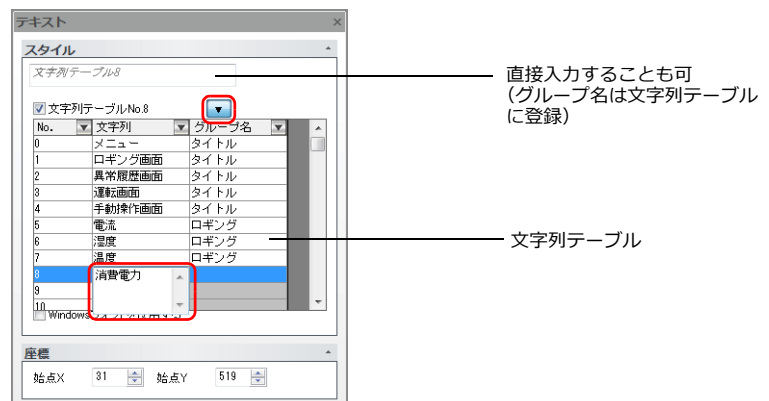 テキスト
スタイル
文字列テーブル8
直接入力することも可
（グループ名は文字列テーブル
に登録）
文字列テーブルNo.8
No. 文字列 グループ名
0 メニュー タイトル
1 ロギング画面 タイトル
2 異常履歴画面 タイトル
3 運転画面 タイトル
4 手動操作画面 タイトル
5 電流 ロギング
6 湿度 ロギング
文字列テーブル
7 温度 ロギング
8 消費電力
9
10
Windows
座標
始点X 31 始点Y 519